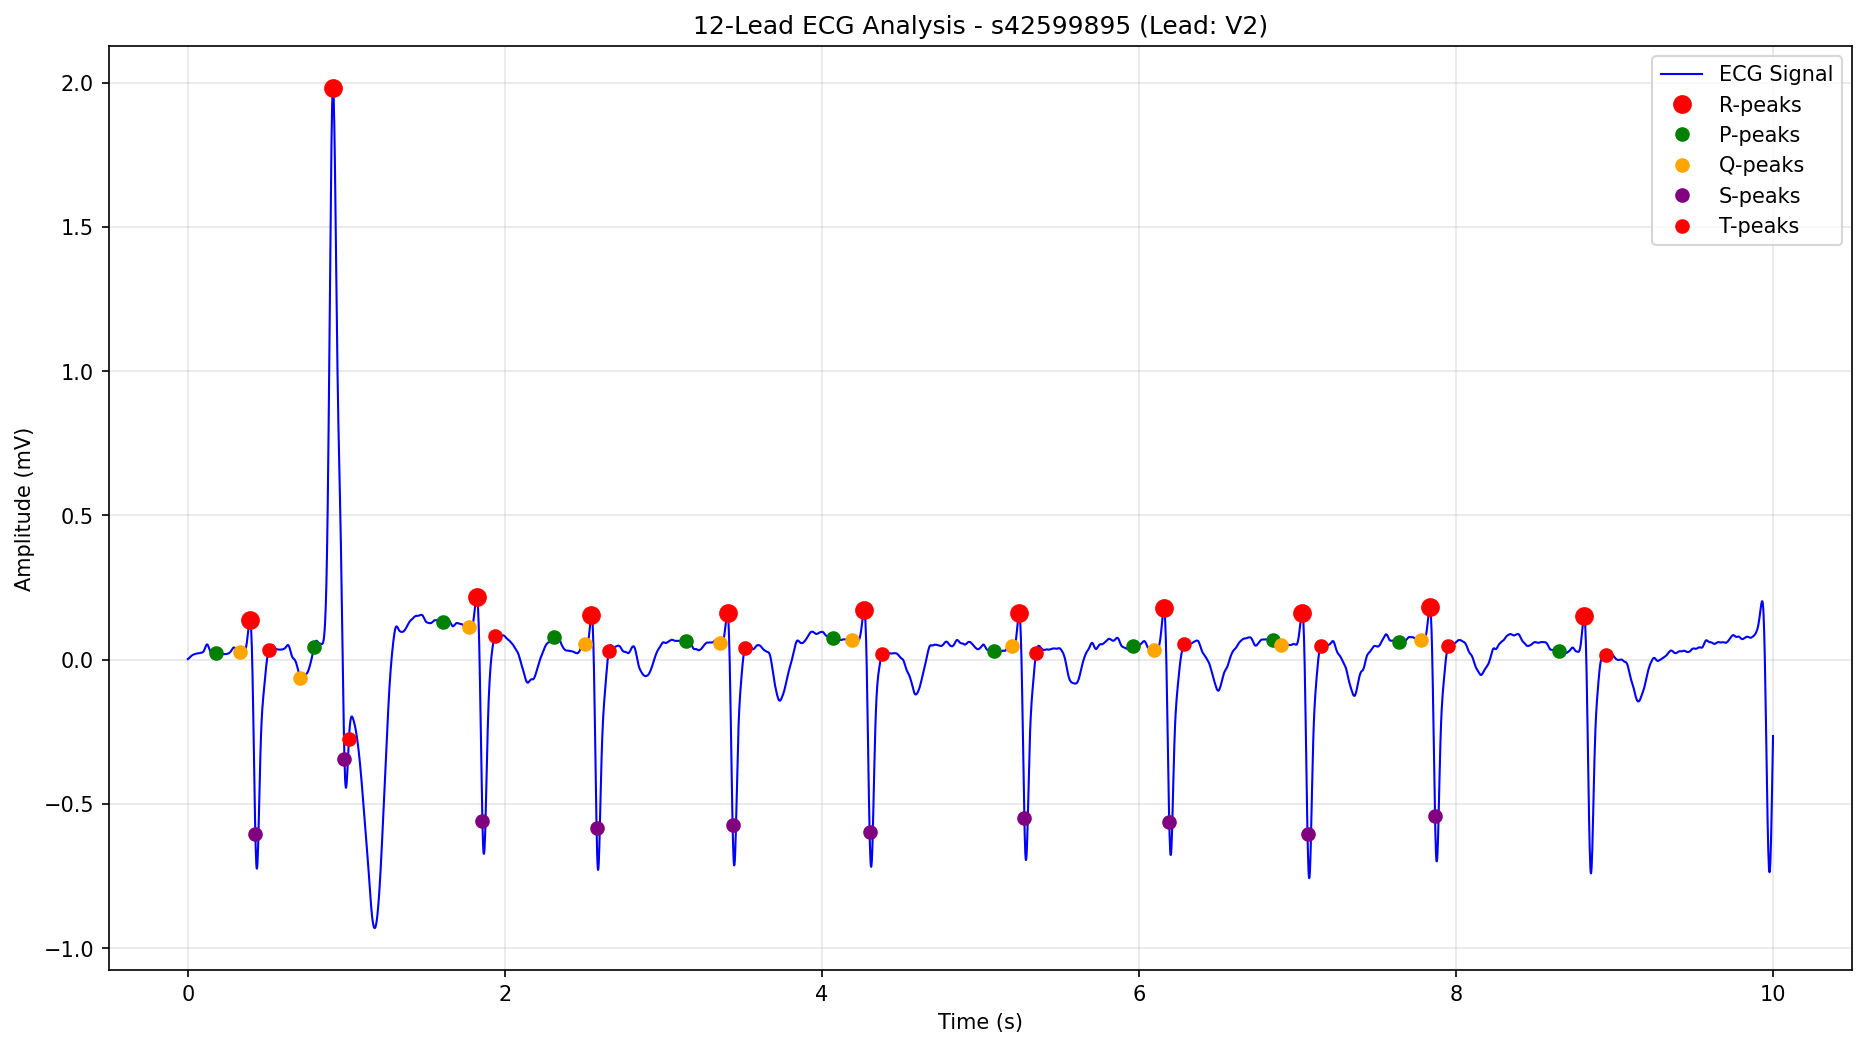 12-Lead ECG Analysis - s42599895 (Lead: V2)
ECG Signal
R-peaks
P-peaks
Q-peaks
S-peaks
T-peaks
Amplitude (mV)
2.0
1.5
1.0
0.5
0.0
−0.5
−1.0
0
2
4
6
8
10
Time (s)